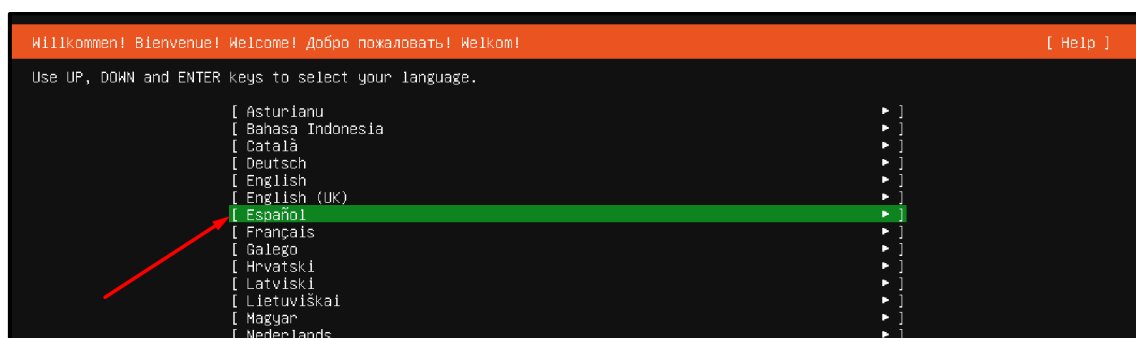 Willkommen! Bienvenue! Welcome! Добро пожаловать! Welkom! [ Help ]
Use UP, DOWN and ENTER keys to select your language.
[ Asturianu ► ]
[ Bahasa Indonesia ► ]
[ Català ► ]
[ Deutsch ► ]
[ English ► ]
[ English (UK) ► ]
[ Español ► ]
[ Français ► ]
[ Galego ► ]
[ Hrvatski ► ]
[ Latviski ► ]
[ Lietuviškai ► ]
[ Magyar ► ]
[ Nederlands ► ]